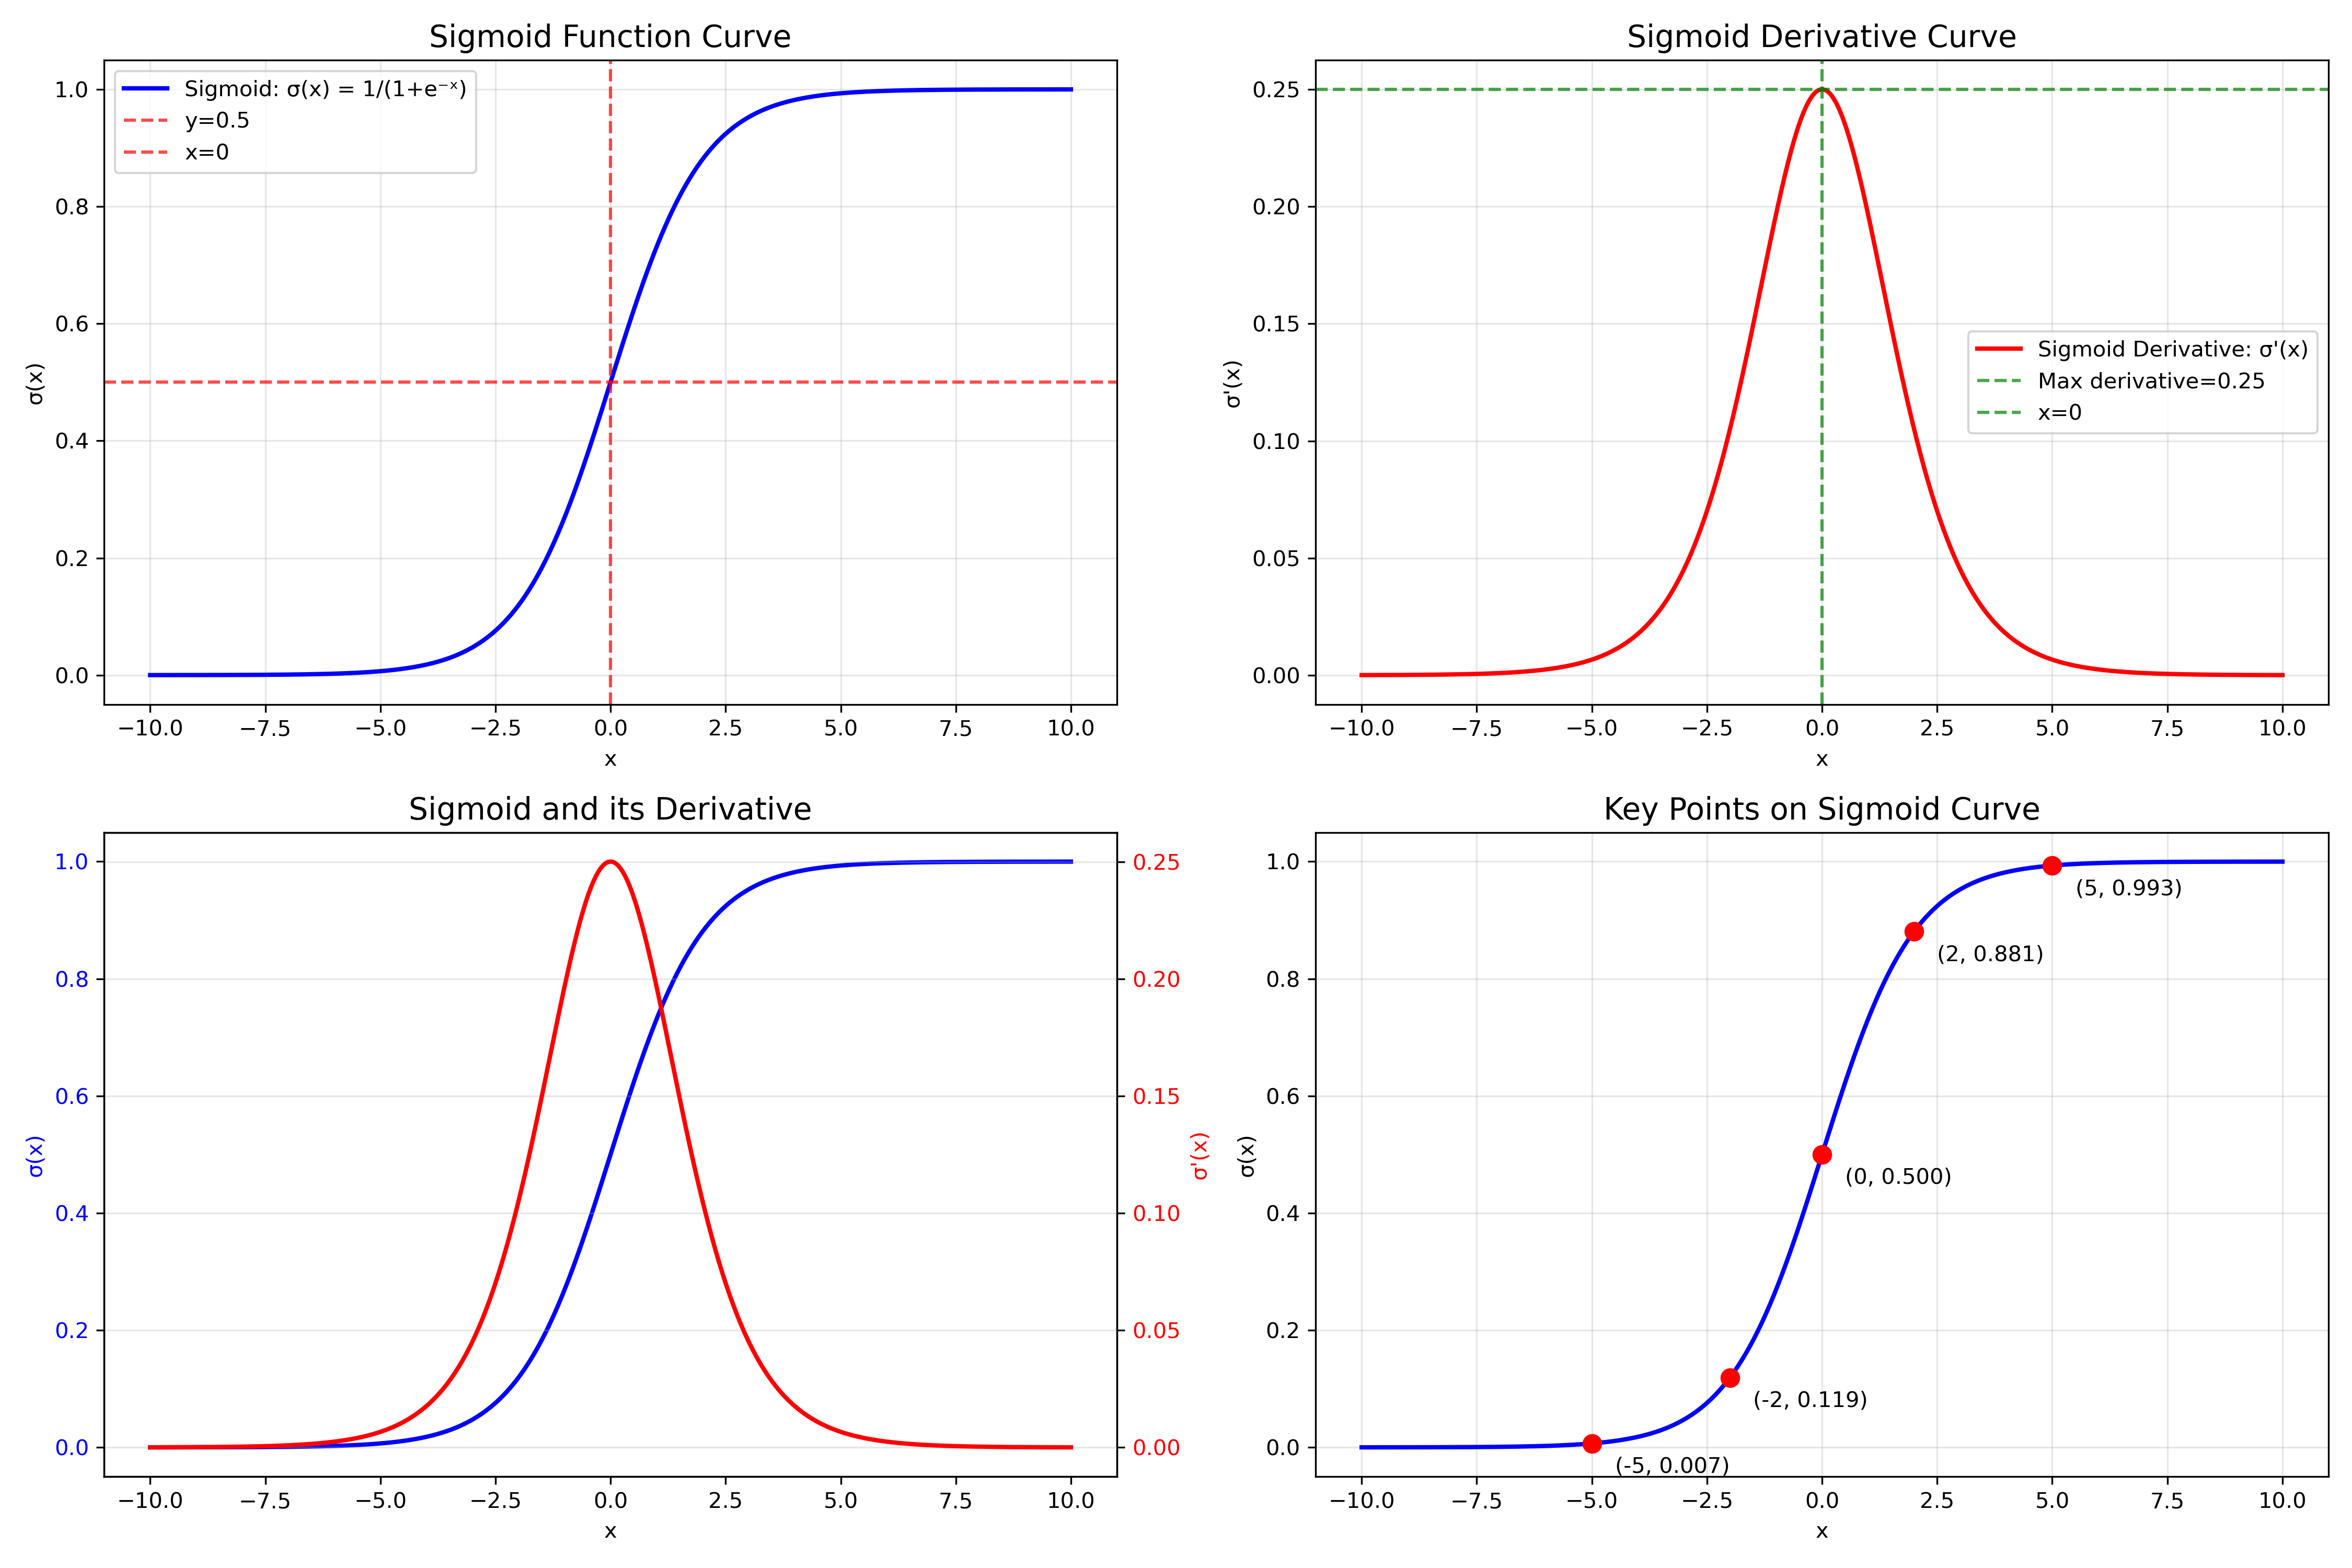 Sigmoid Function Curve
Sigmoid: σ(x) = 1/(1+e⁻ˣ)
y=0.5
x=0
σ(x)
1.0
0.8
0.6
0.4
0.2
0.0
−10.0 −7.5 −5.0 −2.5 0.0 2.5 5.0 7.5 10.0
x
Sigmoid Derivative Curve
Sigmoid Derivative: σ'(x)
Max derivative=0.25
x=0
σ'(x)
0.25
0.20
0.15
0.10
0.05
0.00
−10.0 −7.5 −5.0 −2.5 0.0 2.5 5.0 7.5 10.0
x
Sigmoid and its Derivative
σ(x)
1.0
0.8
0.6
0.4
0.2
0.0
0.25
0.20
0.15
0.10
0.05
0.00
σ'(x)
−10.0 −7.5 −5.0 −2.5 0.0 2.5 5.0 7.5 10.0
x
Key Points on Sigmoid Curve
σ(x)
1.0
0.8
0.6
0.4
0.2
0.0
(5, 0.993)
(2, 0.881)
(0, 0.500)
(-2, 0.119)
(-5, 0.007)
−10.0 −7.5 −5.0 −2.5 0.0 2.5 5.0 7.5 10.0
x